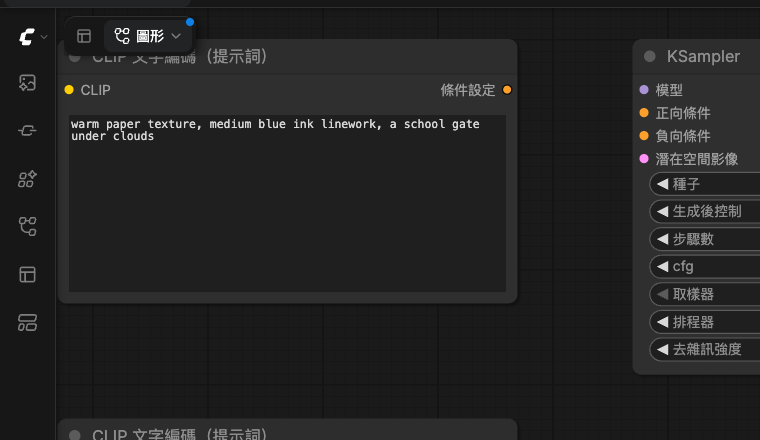 圖形
CLIP 文字編碼（提示詞）
CLIP
條件設定
warm paper texture, medium blue ink linework, a school gate
under clouds
KSampler
模型
正向條件
負向條件
潛在空間影像
種子
生成後控制
步驟數
cfg
取樣器
排程器
去雜訊強度
CLIP 文字編碼（提示詞）